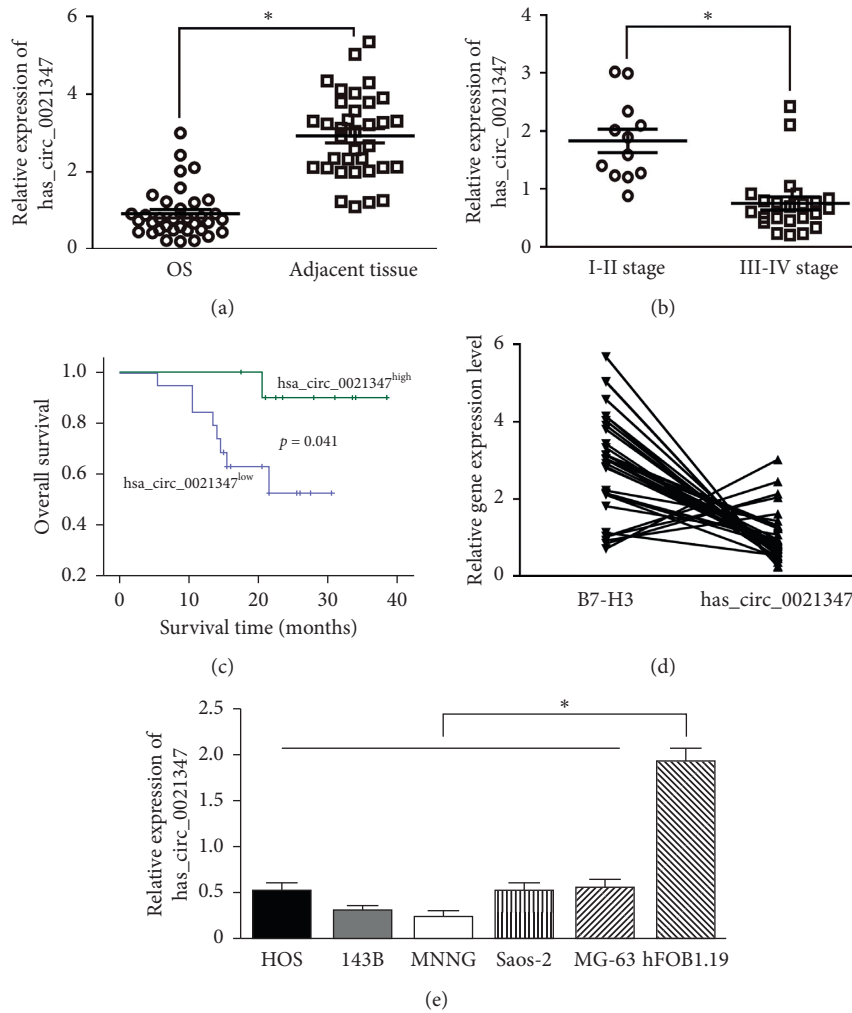 Relative expression of
has_circ_0021347
6
4
2
0
*
OS
Adjacent tissue
(a)
Relative expression of
has_circ_0021347
4
3
2
1
0
*
I-II stage
III-IV stage
(b)
Overall survival
1.0
0.8
0.6
0.4
0.2
hsa_circ_0021347high
p = 0.041
hsa_circ_0021347low
0
10
20
30
40
Survival time (months)
(c)
Relative gene expression level
6
4
2
0
B7-H3
has_circ_0021347
(d)
Relative expression of
has_circ_0021347
2.5
2.0
1.5
1.0
0.5
0
*
HOS
143B
MNNG
Saos-2
MG-63
hFOB1.19
(e)